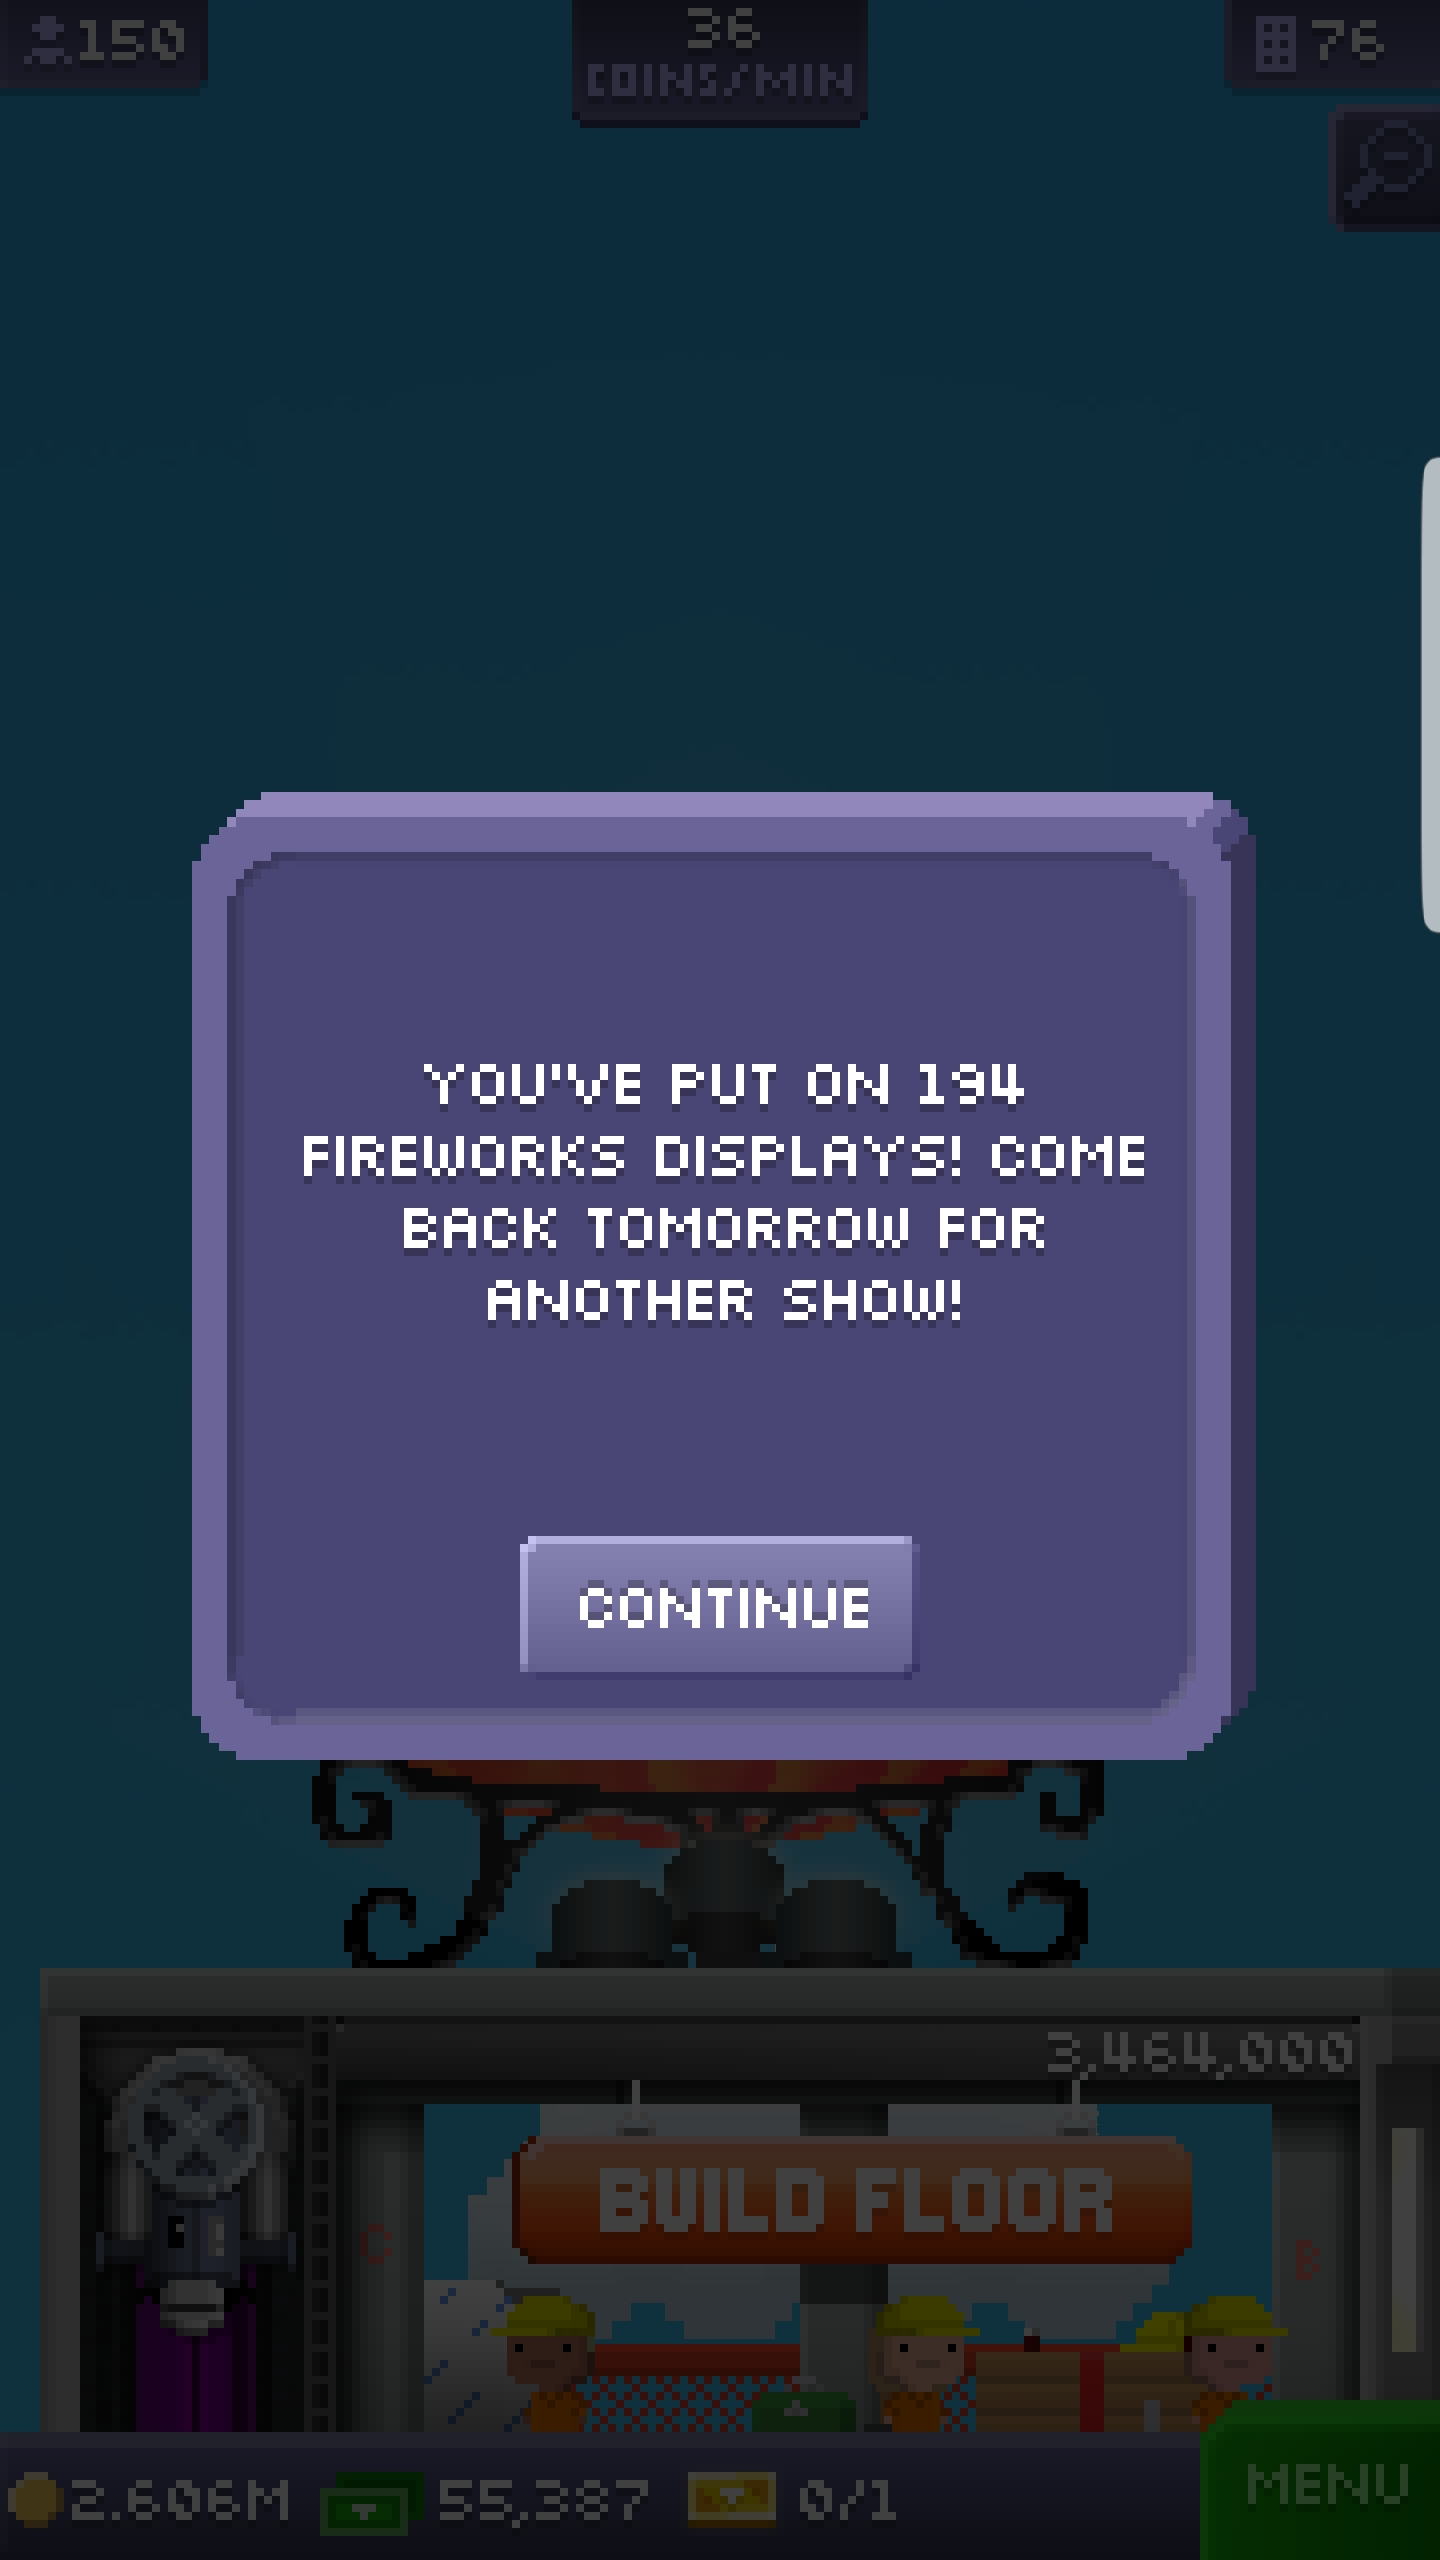 150
36
COINS/MIN
76
YOU'VE PUT ON 194
FIREWORKS DISPLAYS! COME
BACK TOMORROW FOR
ANOTHER SHOW!
CONTINUE
3,464,000
BUILD FLOOR
C
B
2.606M
55,387
0/1
MENU